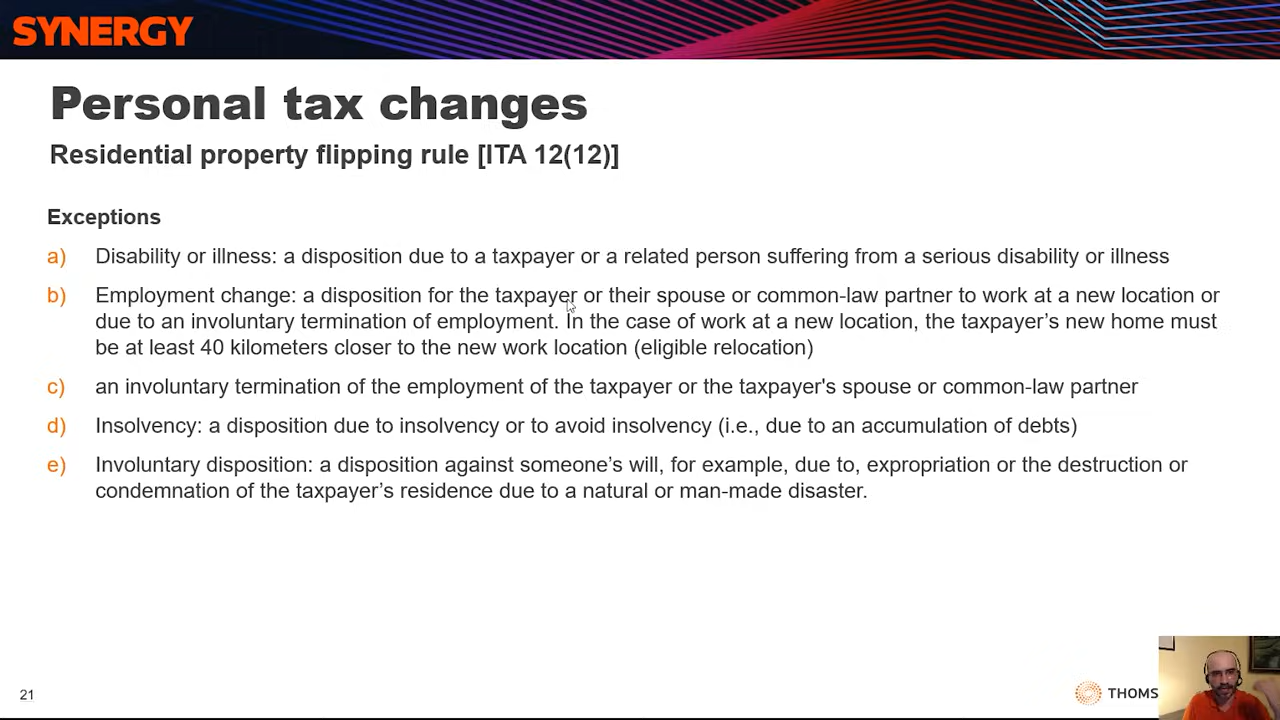 SYNERGY
Personal tax changes
Residential property flipping rule [ITA 12(12)]
Exceptions
a) Disability or illness: a disposition due to a taxpayer or a related person suffering from a serious disability or illness
b) Employment change: a disposition for the taxpayer or their spouse or common-law partner to work at a new location or
due to an involuntary termination of employment. In the case of work at a new location, the taxpayer’s new home must
be at least 40 kilometers closer to the new work location (eligible relocation)
c) an involuntary termination of the employment of the taxpayer or the taxpayer's spouse or common-law partner
d) Insolvency: a disposition due to insolvency or to avoid insolvency (i.e., due to an accumulation of debts)
e) Involuntary disposition: a disposition against someone’s will, for example, due to, expropriation or the destruction or
condemnation of the taxpayer’s residence due to a natural or man-made disaster.
21
THOMS